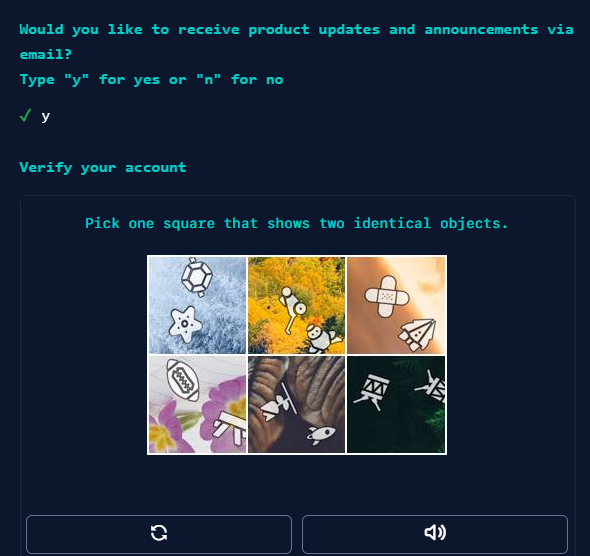 Would you like to receive product updates and announcements via
email?
Type "y" for yes or "n" for no
✓ y
Verify your account
Pick one square that shows two identical objects.